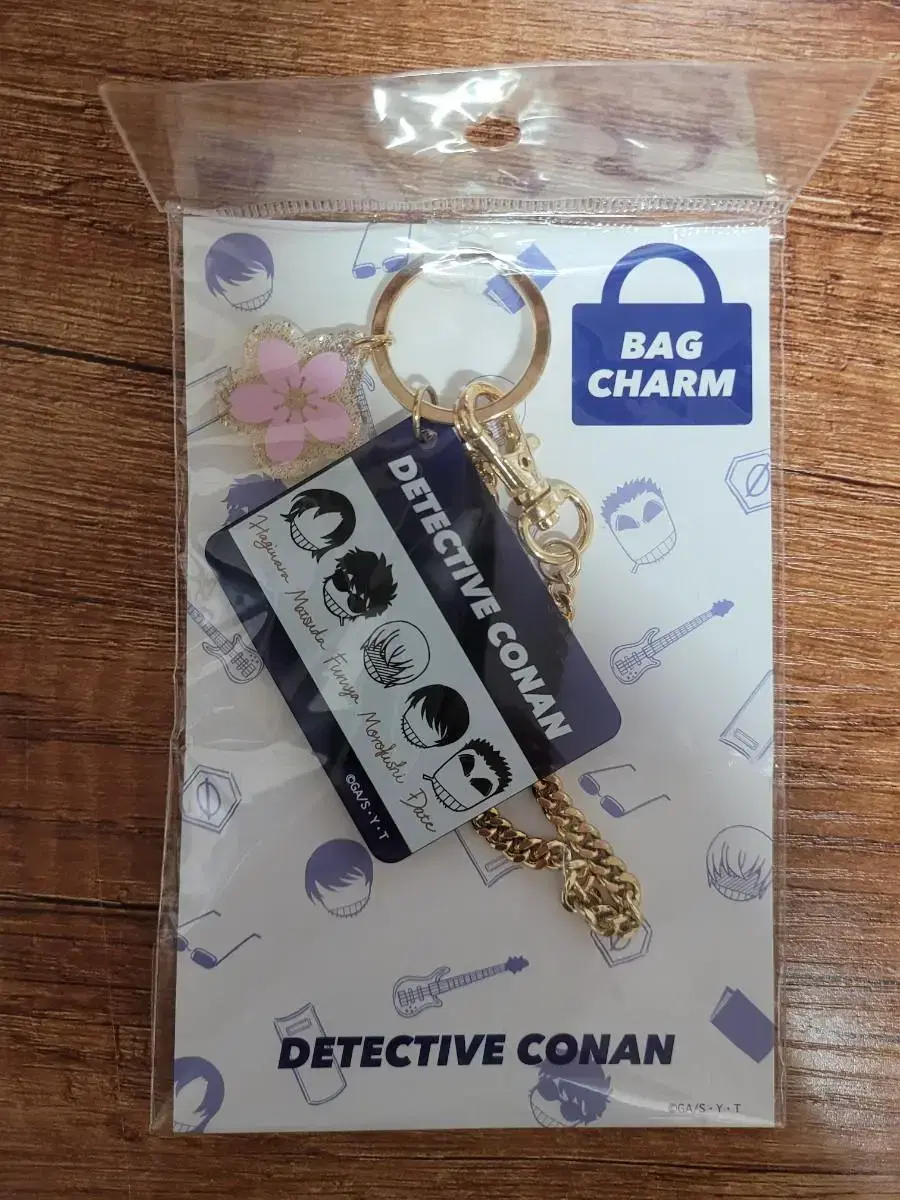 BAG
CHARM
DETECTIVE CONAN
Hagiwara Matsuda Furuya Morofushi Date
©GA/S・Y・T
DETECTIVE CONAN
©GA/S・Y・T